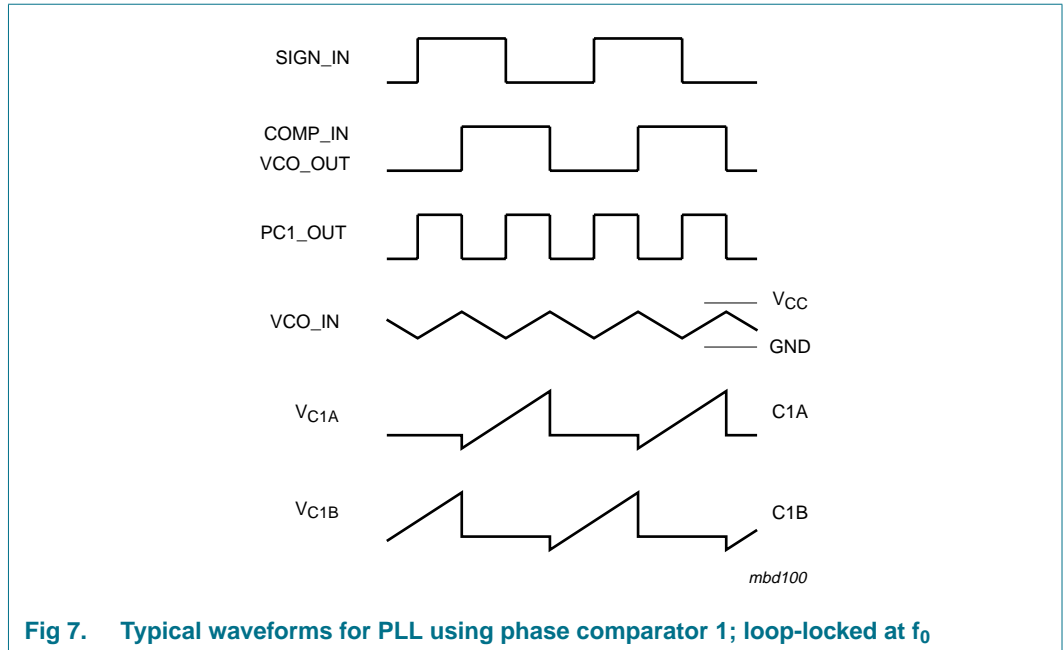 SIGN_IN
COMP_IN
VCO_OUT
PC1_OUT
VCO_IN
VCC
GND
VC1A
C1A
VC1B
C1B
mbd100
Fig 7. Typical waveforms for PLL using phase comparator 1; loop-locked at f0